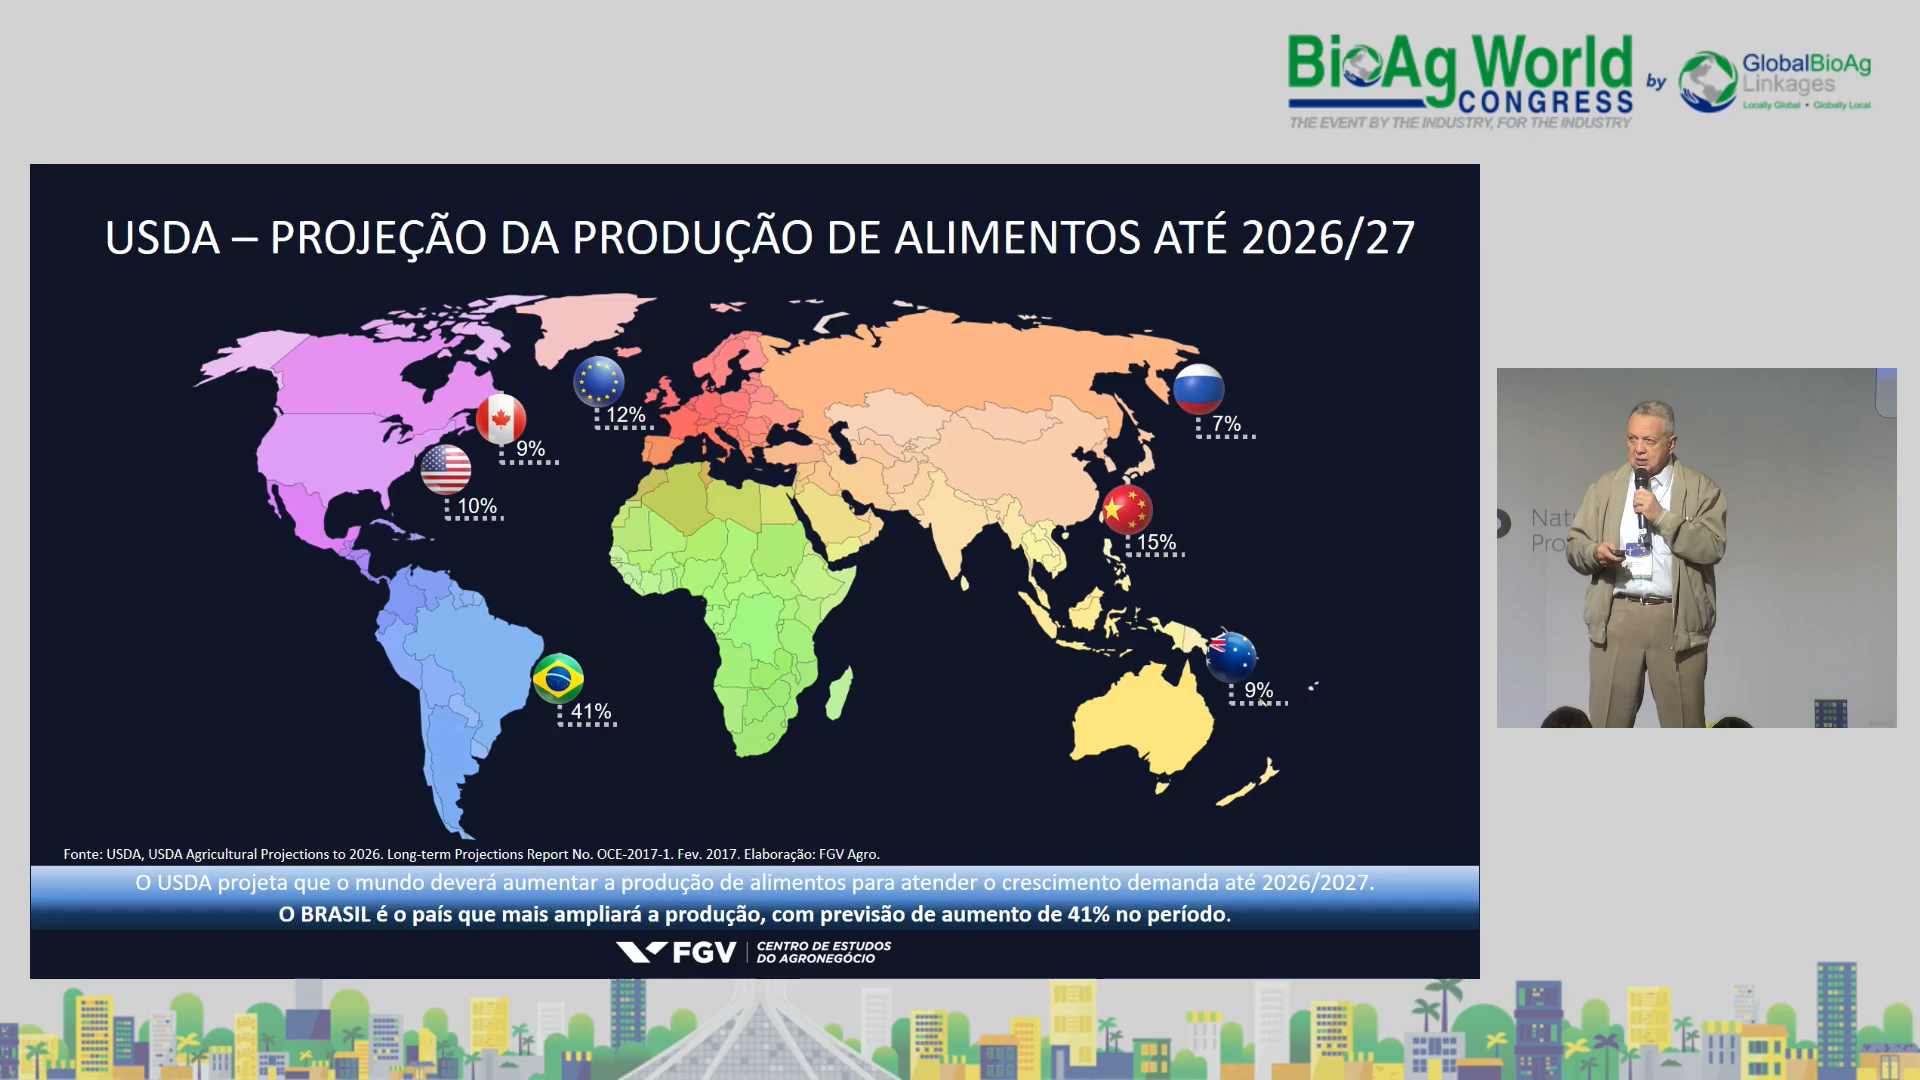 BioAg World
CONGRESS
THE EVENT BY THE INDUSTRY, FOR THE INDUSTRY
by
GlobalBioAg
Linkages
Locally Global • Globally Local
USDA – PROJEÇÃO DA PRODUÇÃO DE ALIMENTOS ATÉ 2026/27
12%
7%
9%
10%
15%
9%
41%
Fonte: USDA, USDA Agricultural Projections to 2026. Long-term Projections Report No. OCE-2017-1. Fev. 2017. Elaboração: FGV Agro.
O USDA projeta que o mundo deverá aumentar a produção de alimentos para atender o crescimento demanda até 2026/2027.
O BRASIL é o país que mais ampliará a produção, com previsão de aumento de 41% no período.
FGV
CENTRO DE ESTUDOS
DO AGRONEGÓCIO